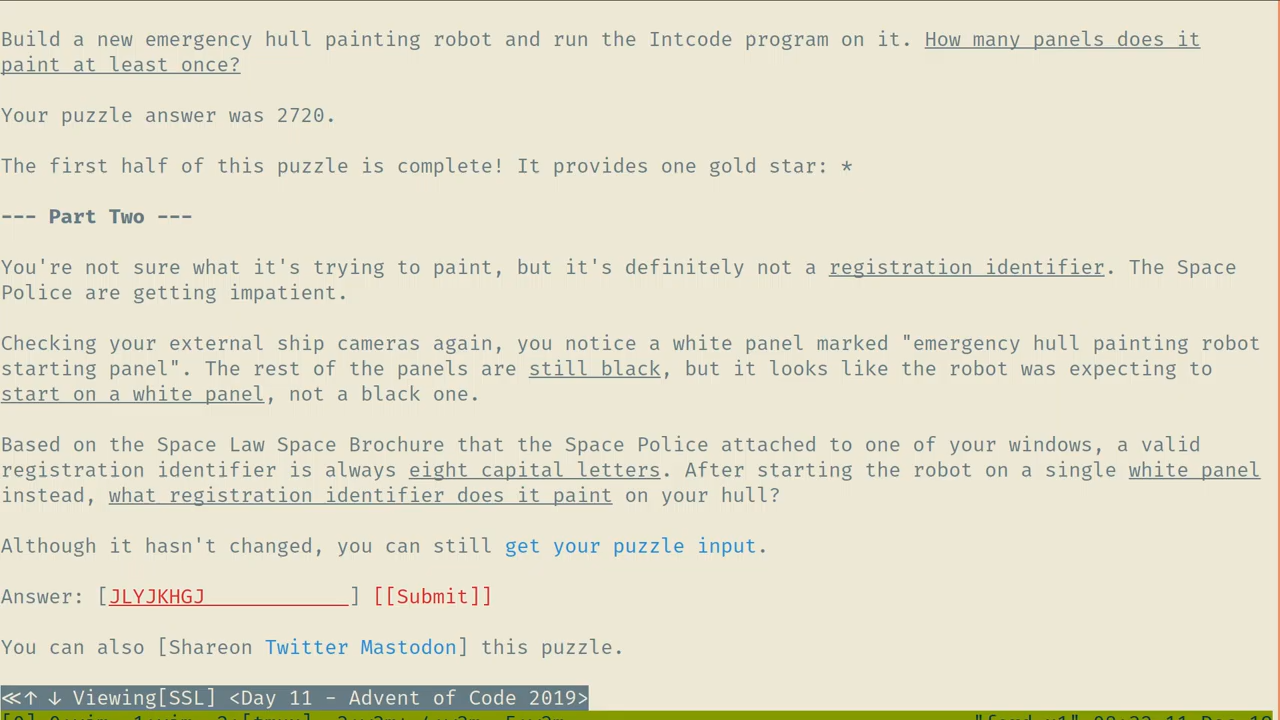 Build a new emergency hull painting robot and run the Intcode program on it. How many panels does it
paint at least once?
Your puzzle answer was 2720.
The first half of this puzzle is complete! It provides one gold star: *
--- Part Two ---
You're not sure what it's trying to paint, but it's definitely not a registration identifier. The Space
Police are getting impatient.
Checking your external ship cameras again, you notice a white panel marked "emergency hull painting robot
starting panel". The rest of the panels are still black, but it looks like the robot was expecting to
start on a white panel, not a black one.
Based on the Space Law Space Brochure that the Space Police attached to one of your windows, a valid
registration identifier is always eight capital letters. After starting the robot on a single white panel
instead, what registration identifier does it paint on your hull?
Although it hasn't changed, you can still get your puzzle input.
Answer: [JLYJKHGJ____________] [[Submit]]
You can also [Shareon Twitter Mastodon] this puzzle.
≪↑ ↓ Viewing[SSL] <Day 11 - Advent of Code 2019>